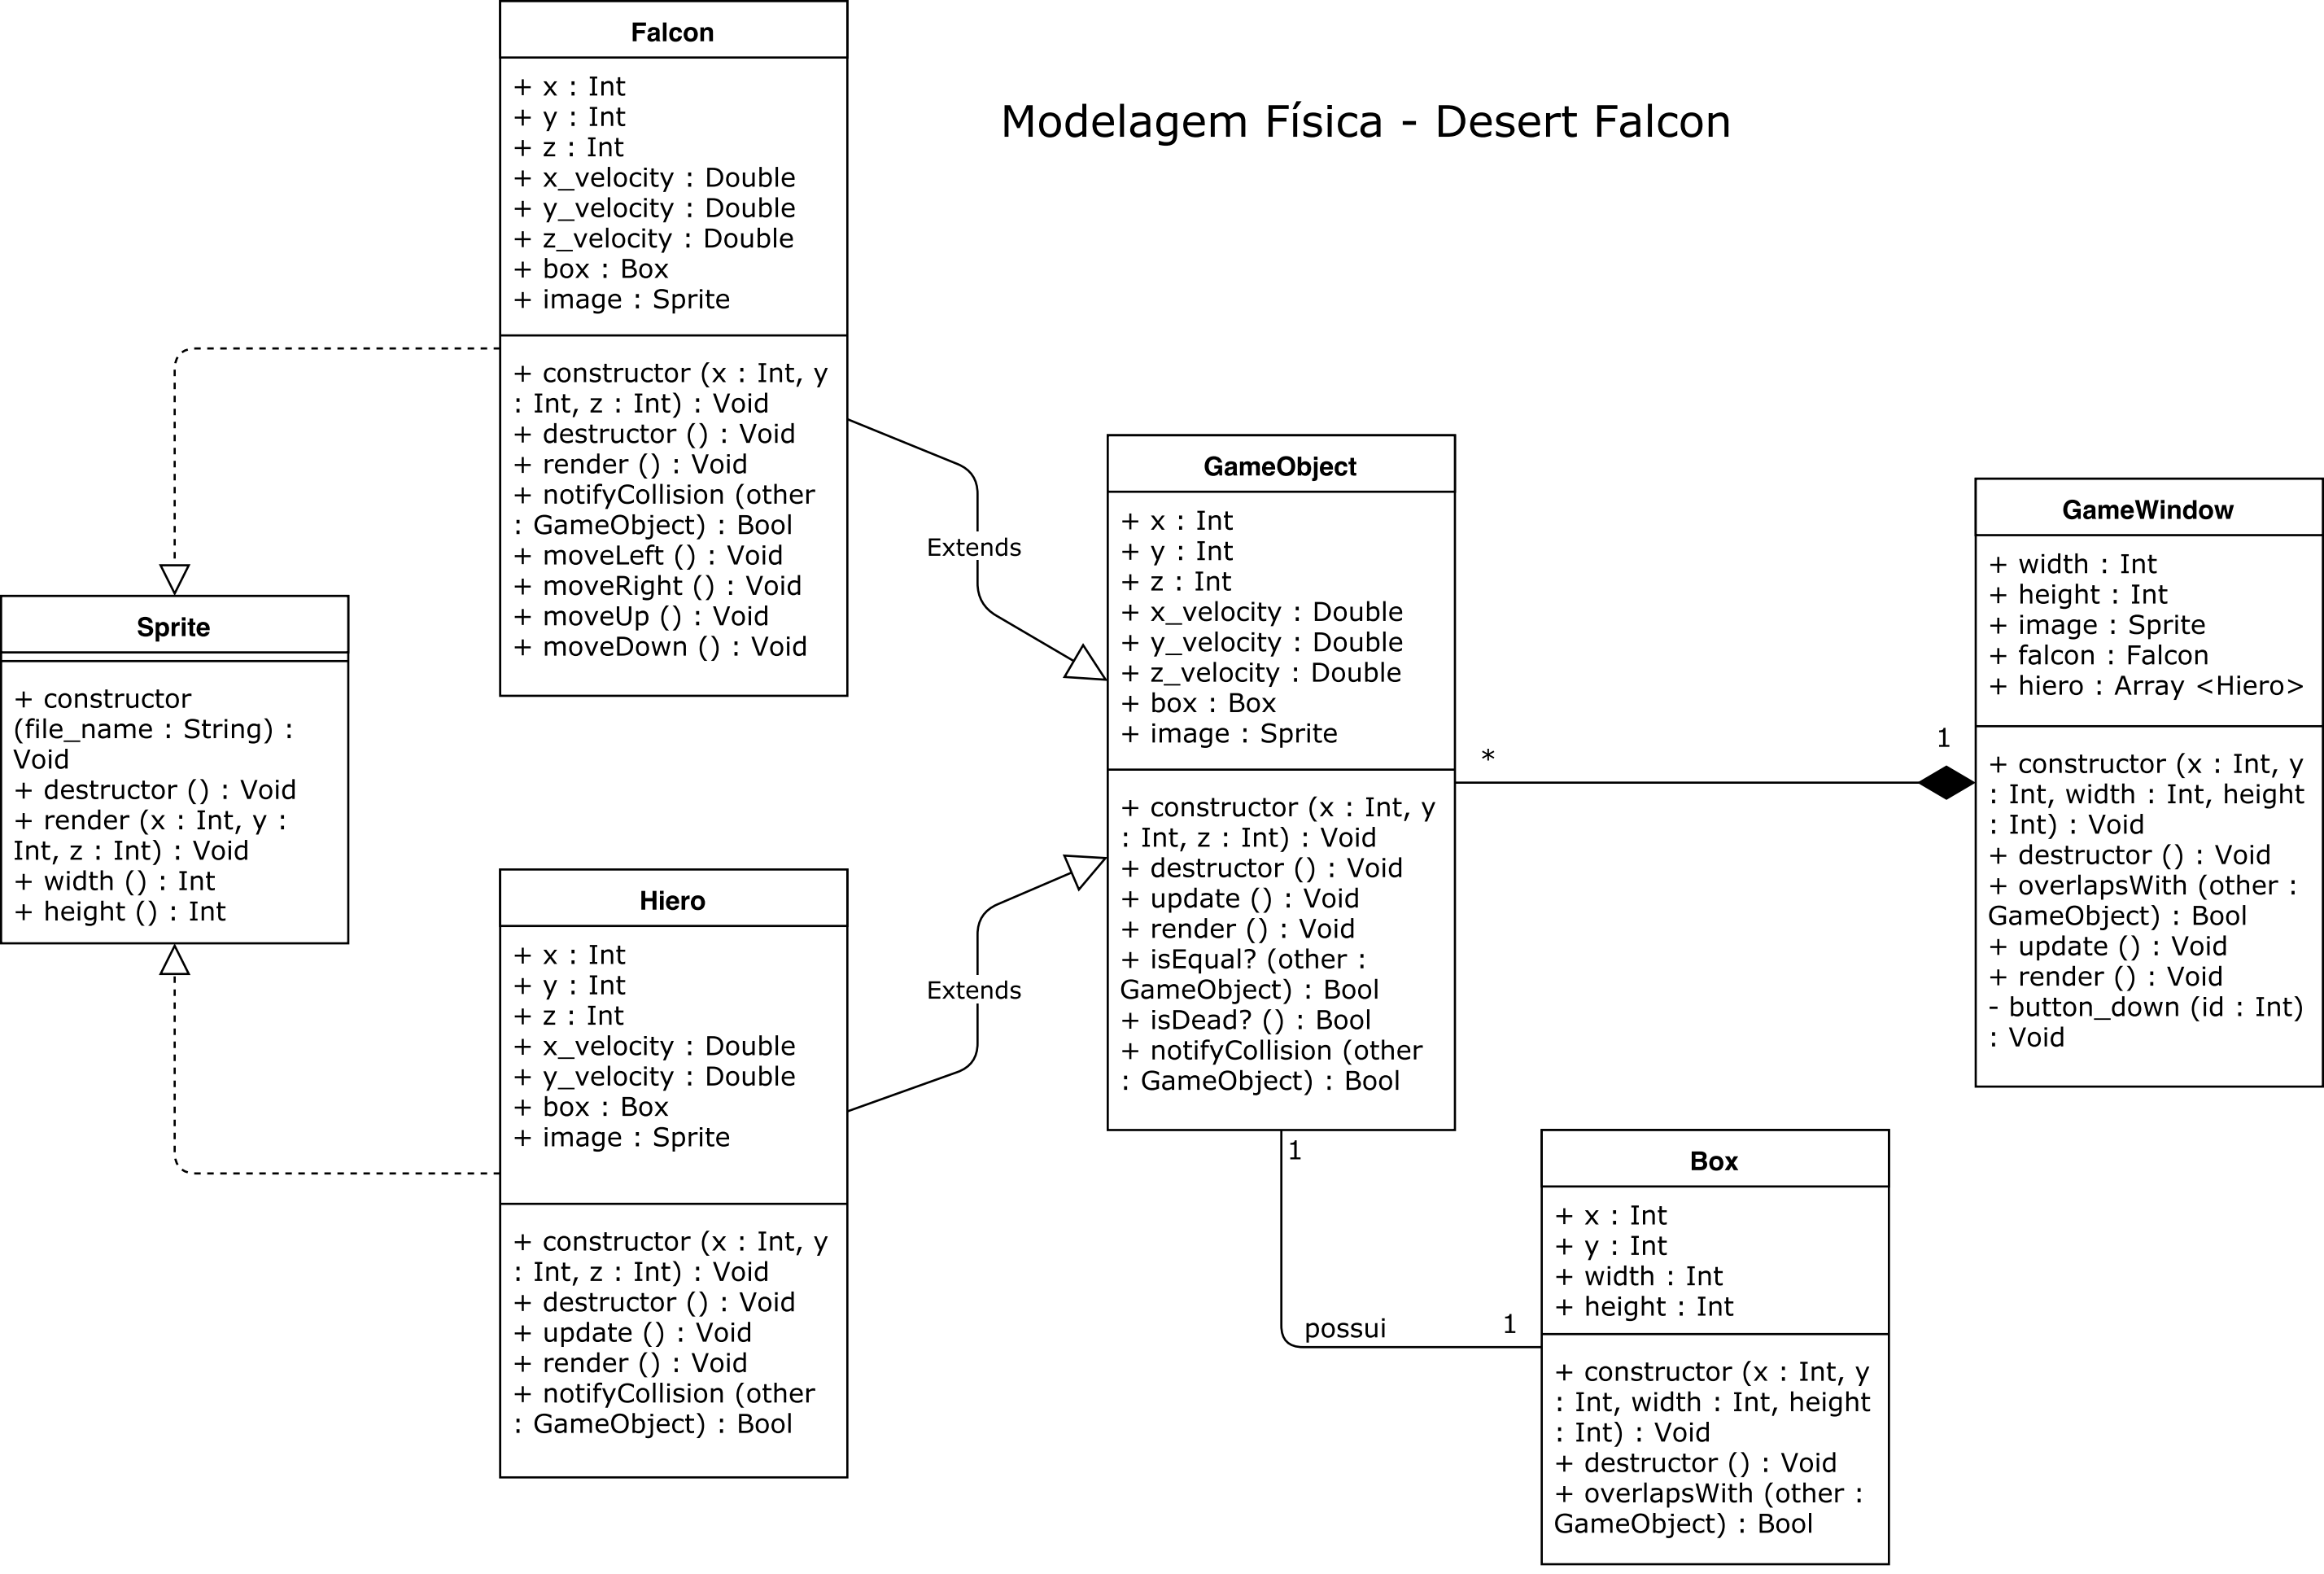 Falcon
+ x : Int
+ y : Int
+ z : Int
+ x_velocity : Double
+ y_velocity : Double
+ z_velocity : Double
+ box : Box
+ image : Sprite
+ constructor (x : Int, y
: Int, z : Int) : Void
+ destructor () : Void
+ render () : Void
+ notifyCollision (other
: GameObject) : Bool
+ moveLeft () : Void
+ moveRight () : Void
+ moveUp () : Void
+ moveDown () : Void
Modelagem Física - Desert Falcon
Sprite
+ constructor
(file_name : String) :
Void
+ destructor () : Void
+ render (x : Int, y :
Int, z : Int) : Void
+ width () : Int
+ height () : Int
Hiero
+ x : Int
+ y : Int
+ z : Int
+ x_velocity : Double
+ y_velocity : Double
+ box : Box
+ image : Sprite
+ constructor (x : Int, y
: Int, z : Int) : Void
+ destructor () : Void
+ update () : Void
+ render () : Void
+ notifyCollision (other
: GameObject) : Bool
Extends
Extends
GameObject
+ x : Int
+ y : Int
+ z : Int
+ x_velocity : Double
+ y_velocity : Double
+ z_velocity : Double
+ box : Box
+ image : Sprite
+ constructor (x : Int, y
: Int, z : Int) : Void
+ destructor () : Void
+ update () : Void
+ render () : Void
+ isEqual? (other :
GameObject) : Bool
+ isDead? () : Bool
+ notifyCollision (other
: GameObject) : Bool
*
1
GameWindow
+ width : Int
+ height : Int
+ image : Sprite
+ falcon : Falcon
+ hiero : Array <Hiero>
+ constructor (x : Int, y
: Int, width : Int, height
: Int) : Void
+ destructor () : Void
+ overlapsWith (other :
GameObject) : Bool
+ update () : Void
+ render () : Void
- button_down (id : Int)
: Void
1
possui
1
Box
+ x : Int
+ y : Int
+ width : Int
+ height : Int
+ constructor (x : Int, y
: Int, width : Int, height
: Int) : Void
+ destructor () : Void
+ overlapsWith (other :
GameObject) : Bool